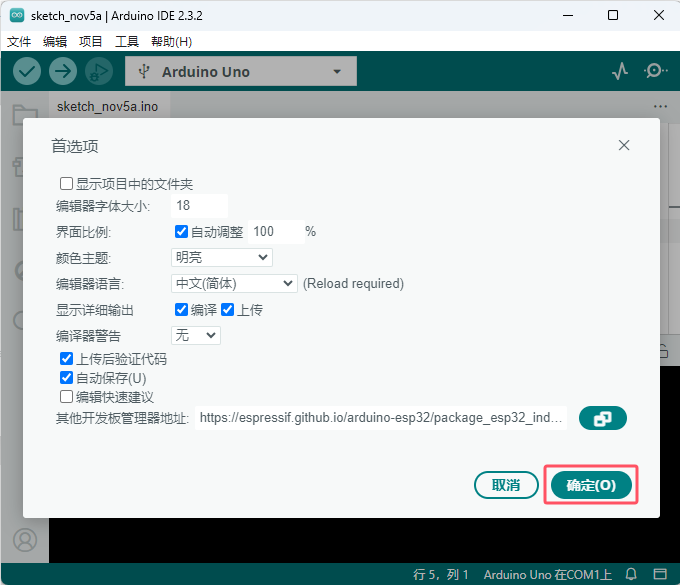 sketch_nov5a | Arduino IDE 2.3.2
文件 编辑 项目 工具 帮助(H)
Arduino Uno
sketch_nov5a.ino
首选项
显示项目中的文件夹
编辑器字体大小: 18
界面比例: 自动调整 100 %
颜色主题: 明亮
编辑器语言: 中文(简体) (Reload required)
显示详细输出 编译 上传
编译器警告 无
上传后验证代码
自动保存(U)
编辑快速建议
其他开发板管理器地址: https://espressif.github.io/arduino-esp32/package_esp32_ind...
取消 确定(O)
行 5，列 1 Arduino Uno 在COM1上